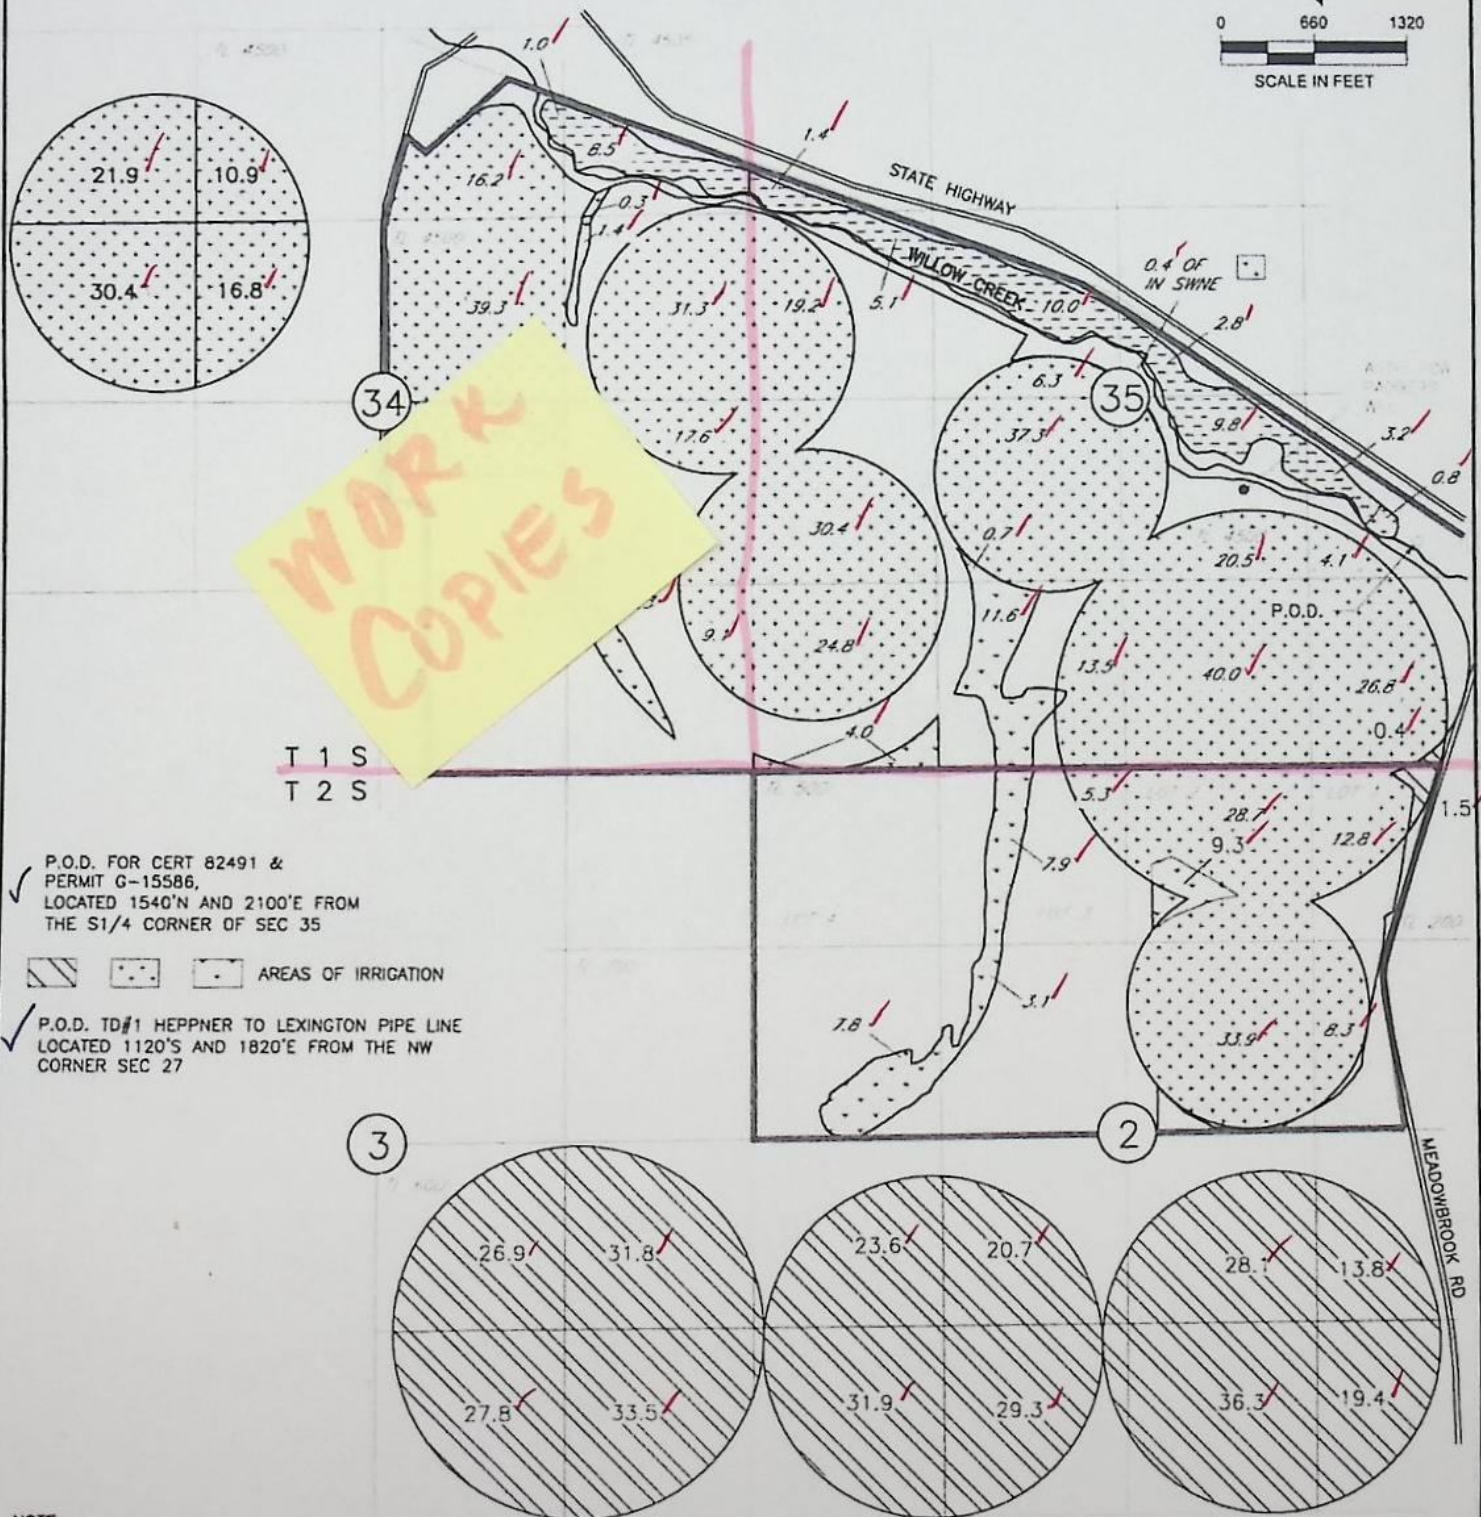 0 660 1320
SCALE IN FEET
TL 4500
1.0
1.4
STATE HIGHWAY
21.9 10.9
30.4 16.8
8.5
16.2
0.3
1.4
TL 4500
39.3
31.3
19.2
5.1
WILLOW CREEK
10.0
0.4 OF
IN SWNE
2.8
34
35
6.3
37.3
9.8
3.2
0.8
17.6
WORK
COPIES
30.4
0.7
20.5
4.1
P.O.D.
9.1
24.8
11.6
13.5
40.0
26.8
0.4
4.0
T 1 S
T 2 S
TL 500
5.3
28.7
9.3
12.8
1.5
7.9
P.O.D. FOR CERT 82491 &
PERMIT G-15586,
LOCATED 1540'N AND 2100'E FROM
THE S1/4 CORNER OF SEC 35
TL 200
AREAS OF IRRIGATION
P.O.D. TD#1 HEPPNER TO LEXINGTON PIPE LINE
LOCATED 1120'S AND 1820'E FROM THE NW
CORNER SEC 27
3.1
7.8
33.9
8.3
3
2
MEADOWBROOK RD
26.9 31.8
23.6 20.7
28.1 13.8
27.8 33.5
31.9 29.3
36.3 19.4